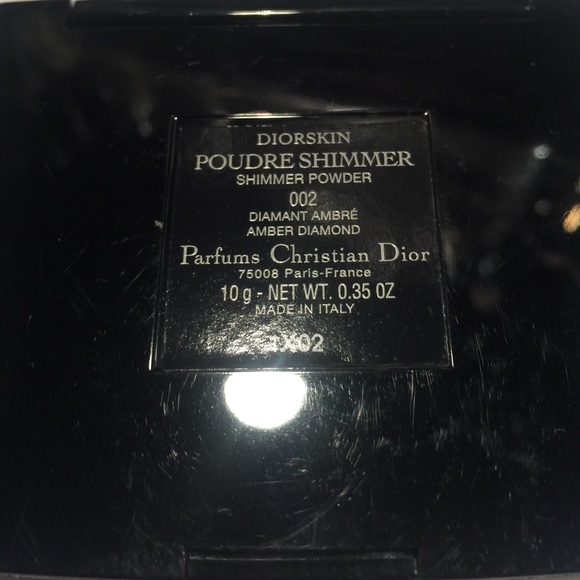 DIORSKIN
POUDRE SHIMMER
SHIMMER POWDER
002
DIAMANT AMBRÉ
AMBER DIAMOND
Parfums Christian Dior
75008 Paris-France
10 g - NET WT. 0.35 OZ
MADE IN ITALY
1X02